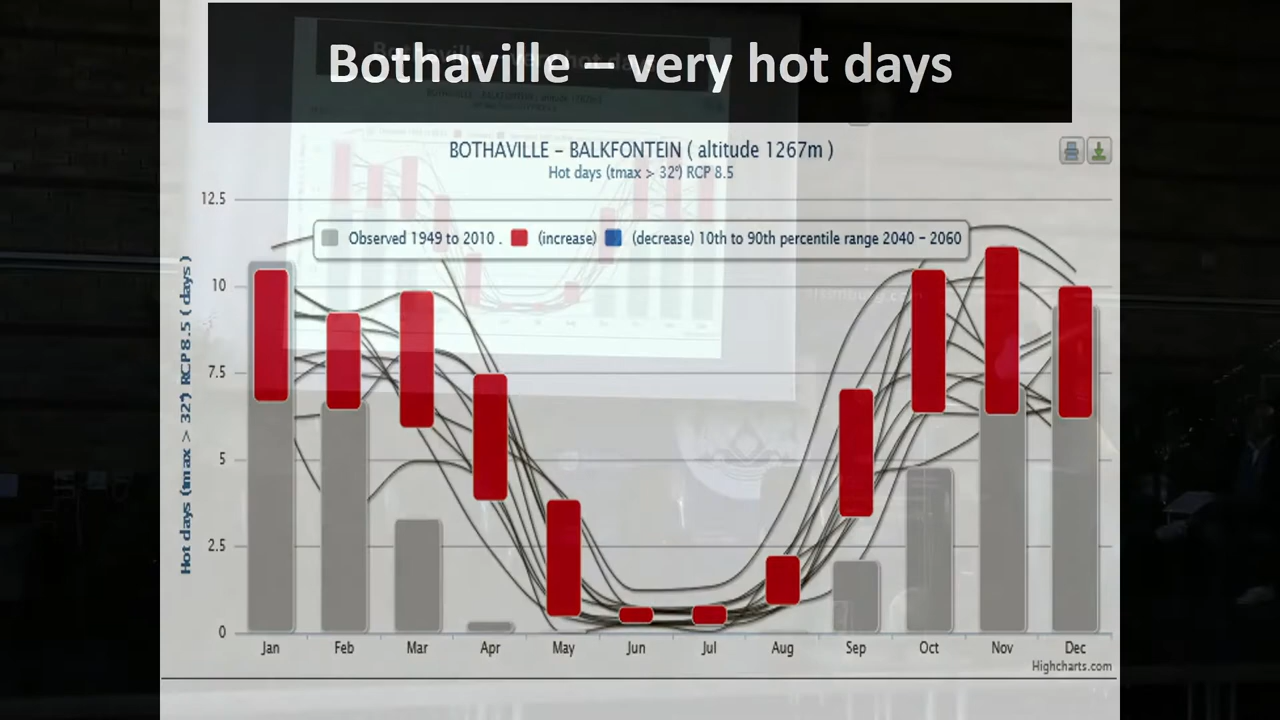 Bothaville – very hot days
BOTHAVILLE – BALKFONTEIN ( altitude 1267m )
Hot days (tmax > 32º) RCP 8.5
Observed 1949 to 2010 . (increase) (decrease) 10th to 90th percentile range 2040 – 2060
Hot days (tmax > 32º) RCP 8.5 ( days )
12.5
10
7.5
5
2.5
0
Jan Feb Mar Apr May Jun Jul Aug Sep Oct Nov Dec
Highcharts.com